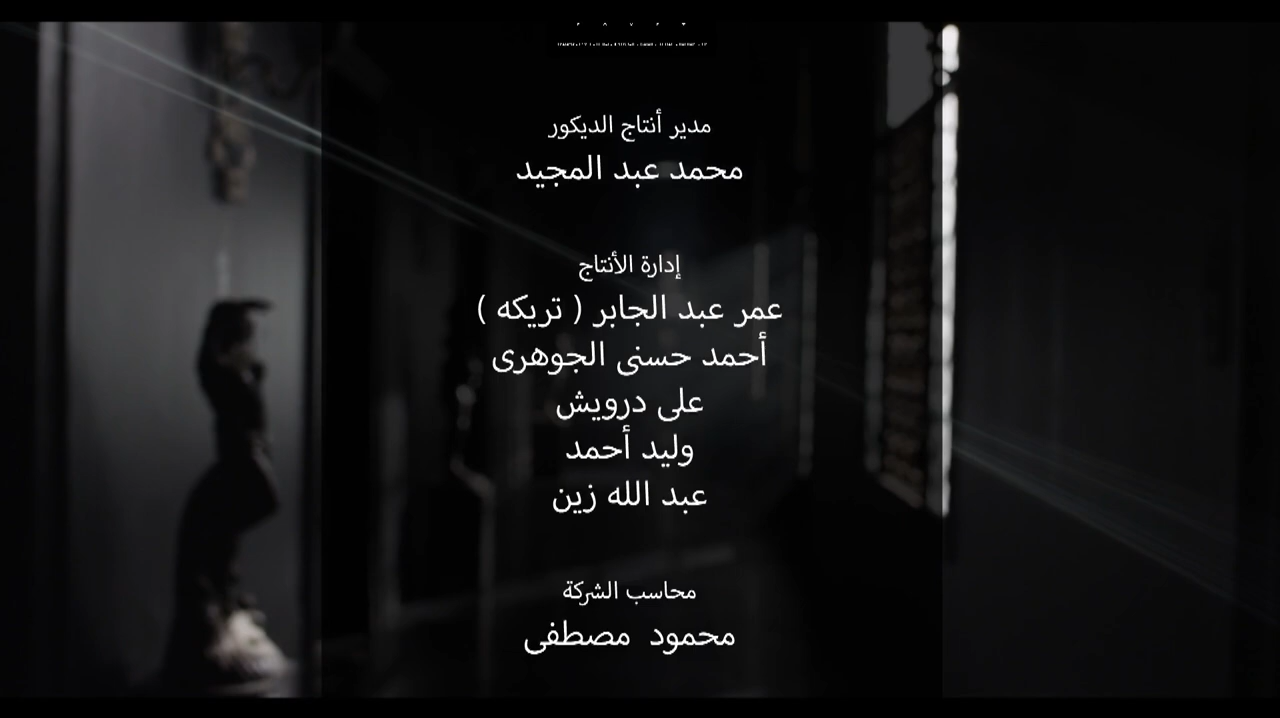 مدير أنتاج الديكور
محمد عبد المجيد
إدارة الأنتاج
عمر عبد الجابر ( تريكه )
أحمد حسنى الجوهرى
على درويش
وليد أحمد
عبد الله زين
محاسب الشركة
محمود مصطفى